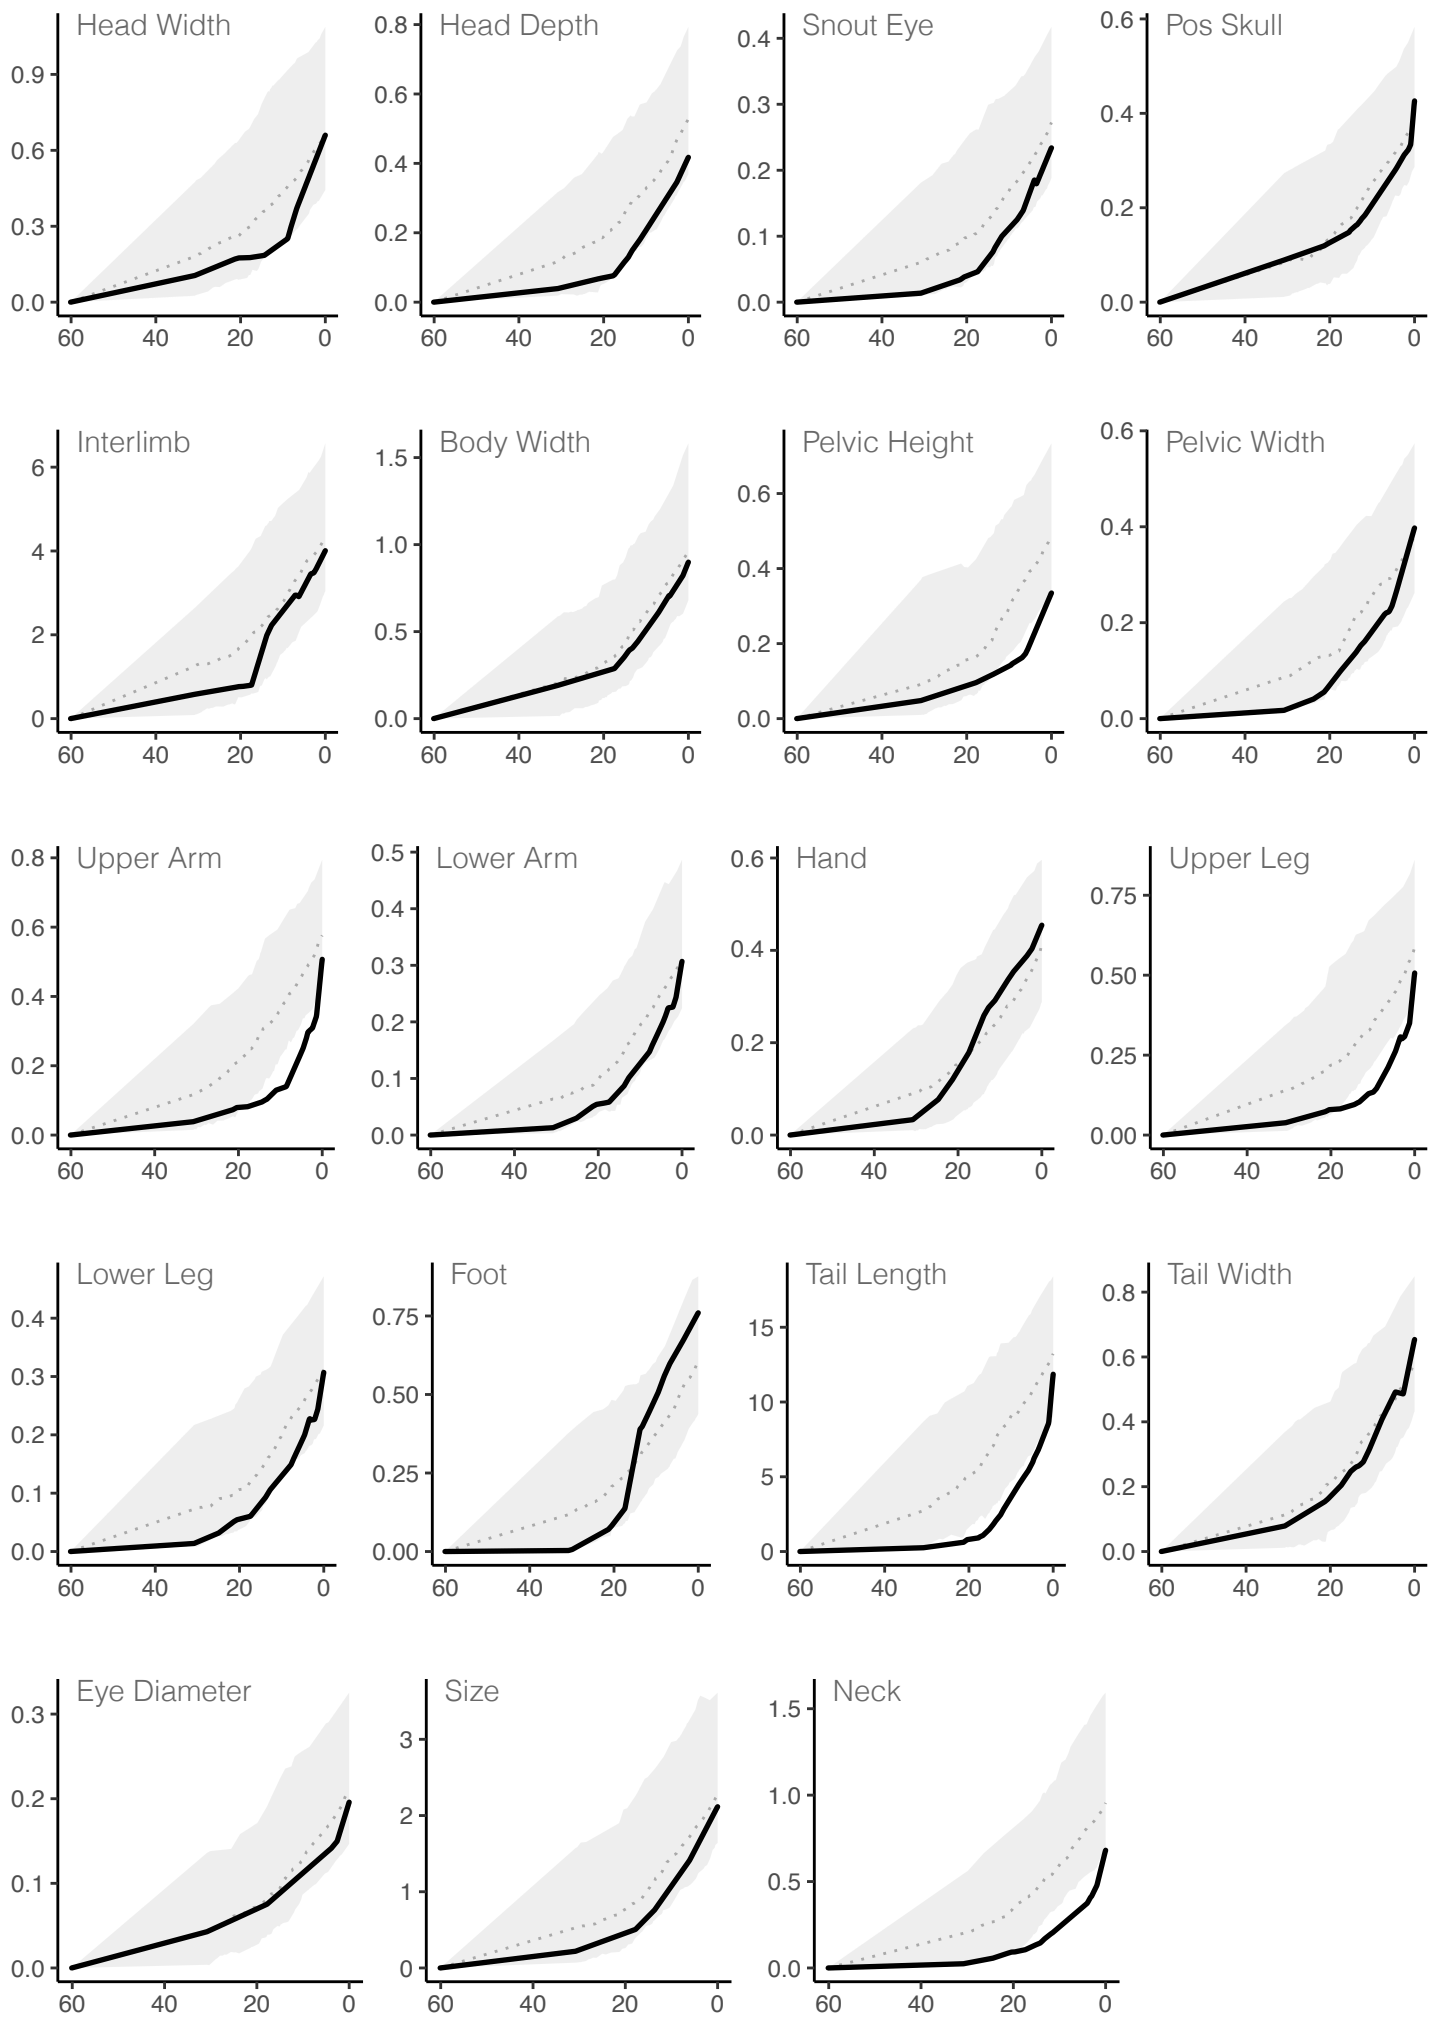 Head Width Head Depth Snout Eye Pos Skull
0.9 0.6 0.3 0.0
0.8 0.6 0.4 0.2 0.0
0.4 0.3 0.2 0.1 0.0
0.6 0.4 0.2 0.0
60 40 20 0 60 40 20 0 60 40 20 0 60 40 20 0
Interlimb Body Width Pelvic Height Pelvic Width
6 4 2 0
1.5 1.0 0.5 0.0
0.6 0.4 0.2 0.0
0.6 0.4 0.2 0.0
60 40 20 0 60 40 20 0 60 40 20 0 60 40 20 0
Upper Arm Lower Arm Hand Upper Leg
0.8 0.6 0.4 0.2 0.0
0.5 0.4 0.3 0.2 0.1 0.0
0.6 0.4 0.2 0.0
0.75 0.50 0.25 0.00
60 40 20 0 60 40 20 0 60 40 20 0 60 40 20 0
Lower Leg Foot Tail Length Tail Width
0.4 0.3 0.2 0.1 0.0
0.75 0.50 0.25 0.00
15 10 5 0
0.8 0.6 0.4 0.2 0.0
60 40 20 0 60 40 20 0 60 40 20 0 60 40 20 0
Eye Diameter Size Neck
0.3 0.2 0.1 0.0
3 2 1 0
1.5 1.0 0.5 0.0
60 40 20 0 60 40 20 0 60 40 20 0